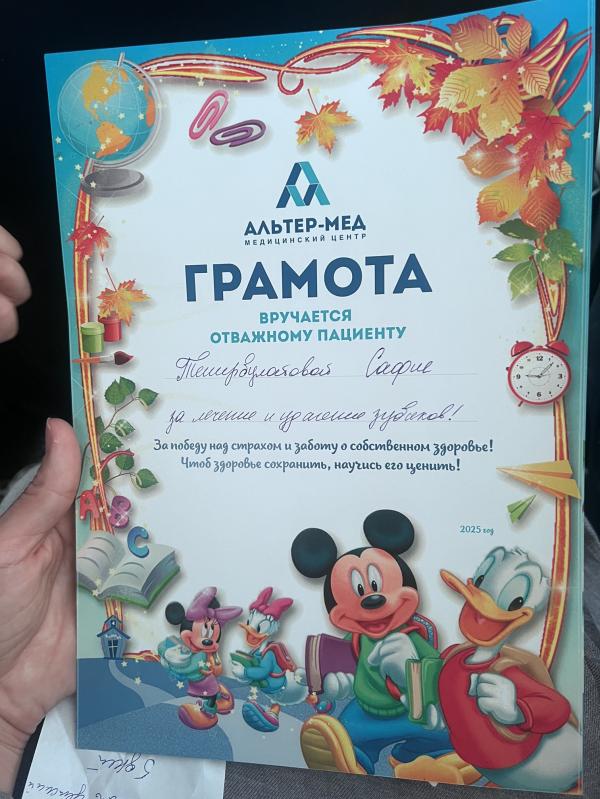 АЛЬТЕР-МЕД
МЕДИЦИНСКИЙ ЦЕНТР
ГРАМОТА
ВРУЧАЕТСЯ
ОТВАЖНОМУ ПАЦИЕНТУ
Темирбулатовой Сафие
за лечение и удаление зубиков!
За победу над страхом и заботу о собственном здоровье!
Чтоб здоровье сохранить, научись его ценить!
2025 год
A B C